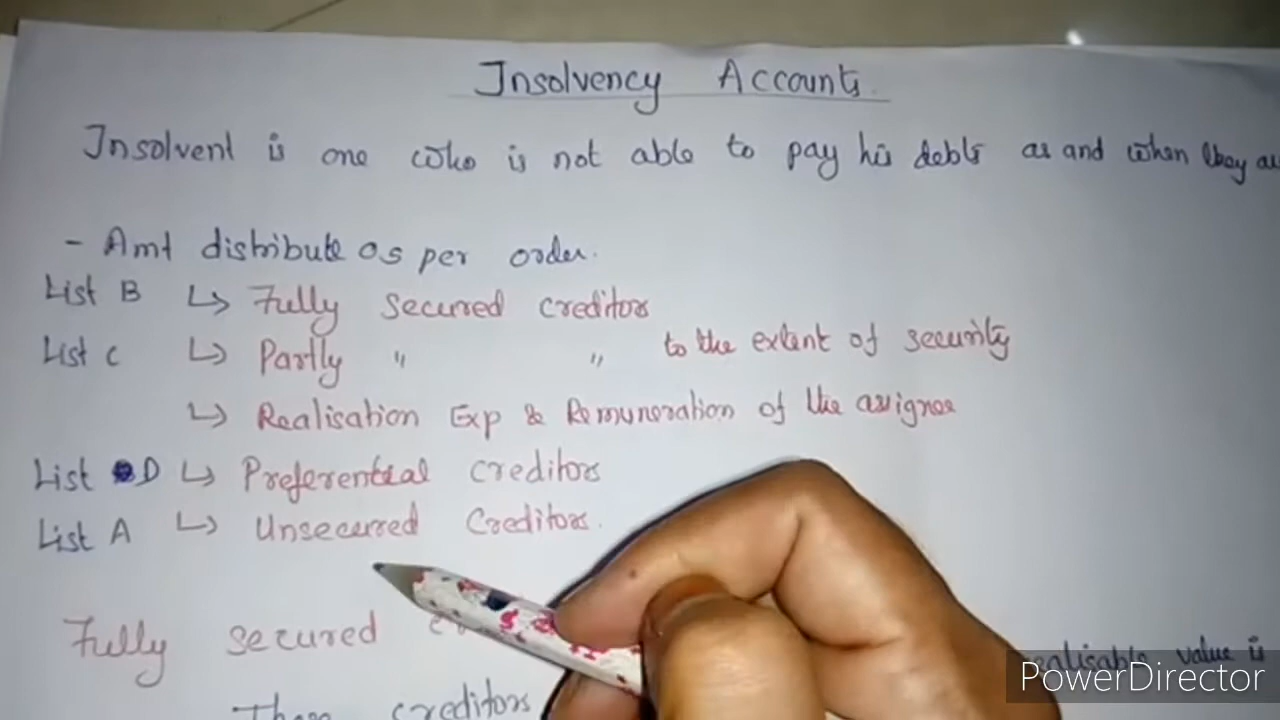 Insolvency Accounts.
Insolvent is one who is not able to pay his debts as and when they
- Amt distribute as per order.
List B ↳ Fully secured creditors
List C ↳ Partly " " to the extent of security
↳ Realisation Exp & Remuneration of the assignee
List D ↳ Preferential creditors
List A ↳ Unsecured Creditors.
Fully secured
realisable value is
creditors
PowerDirector